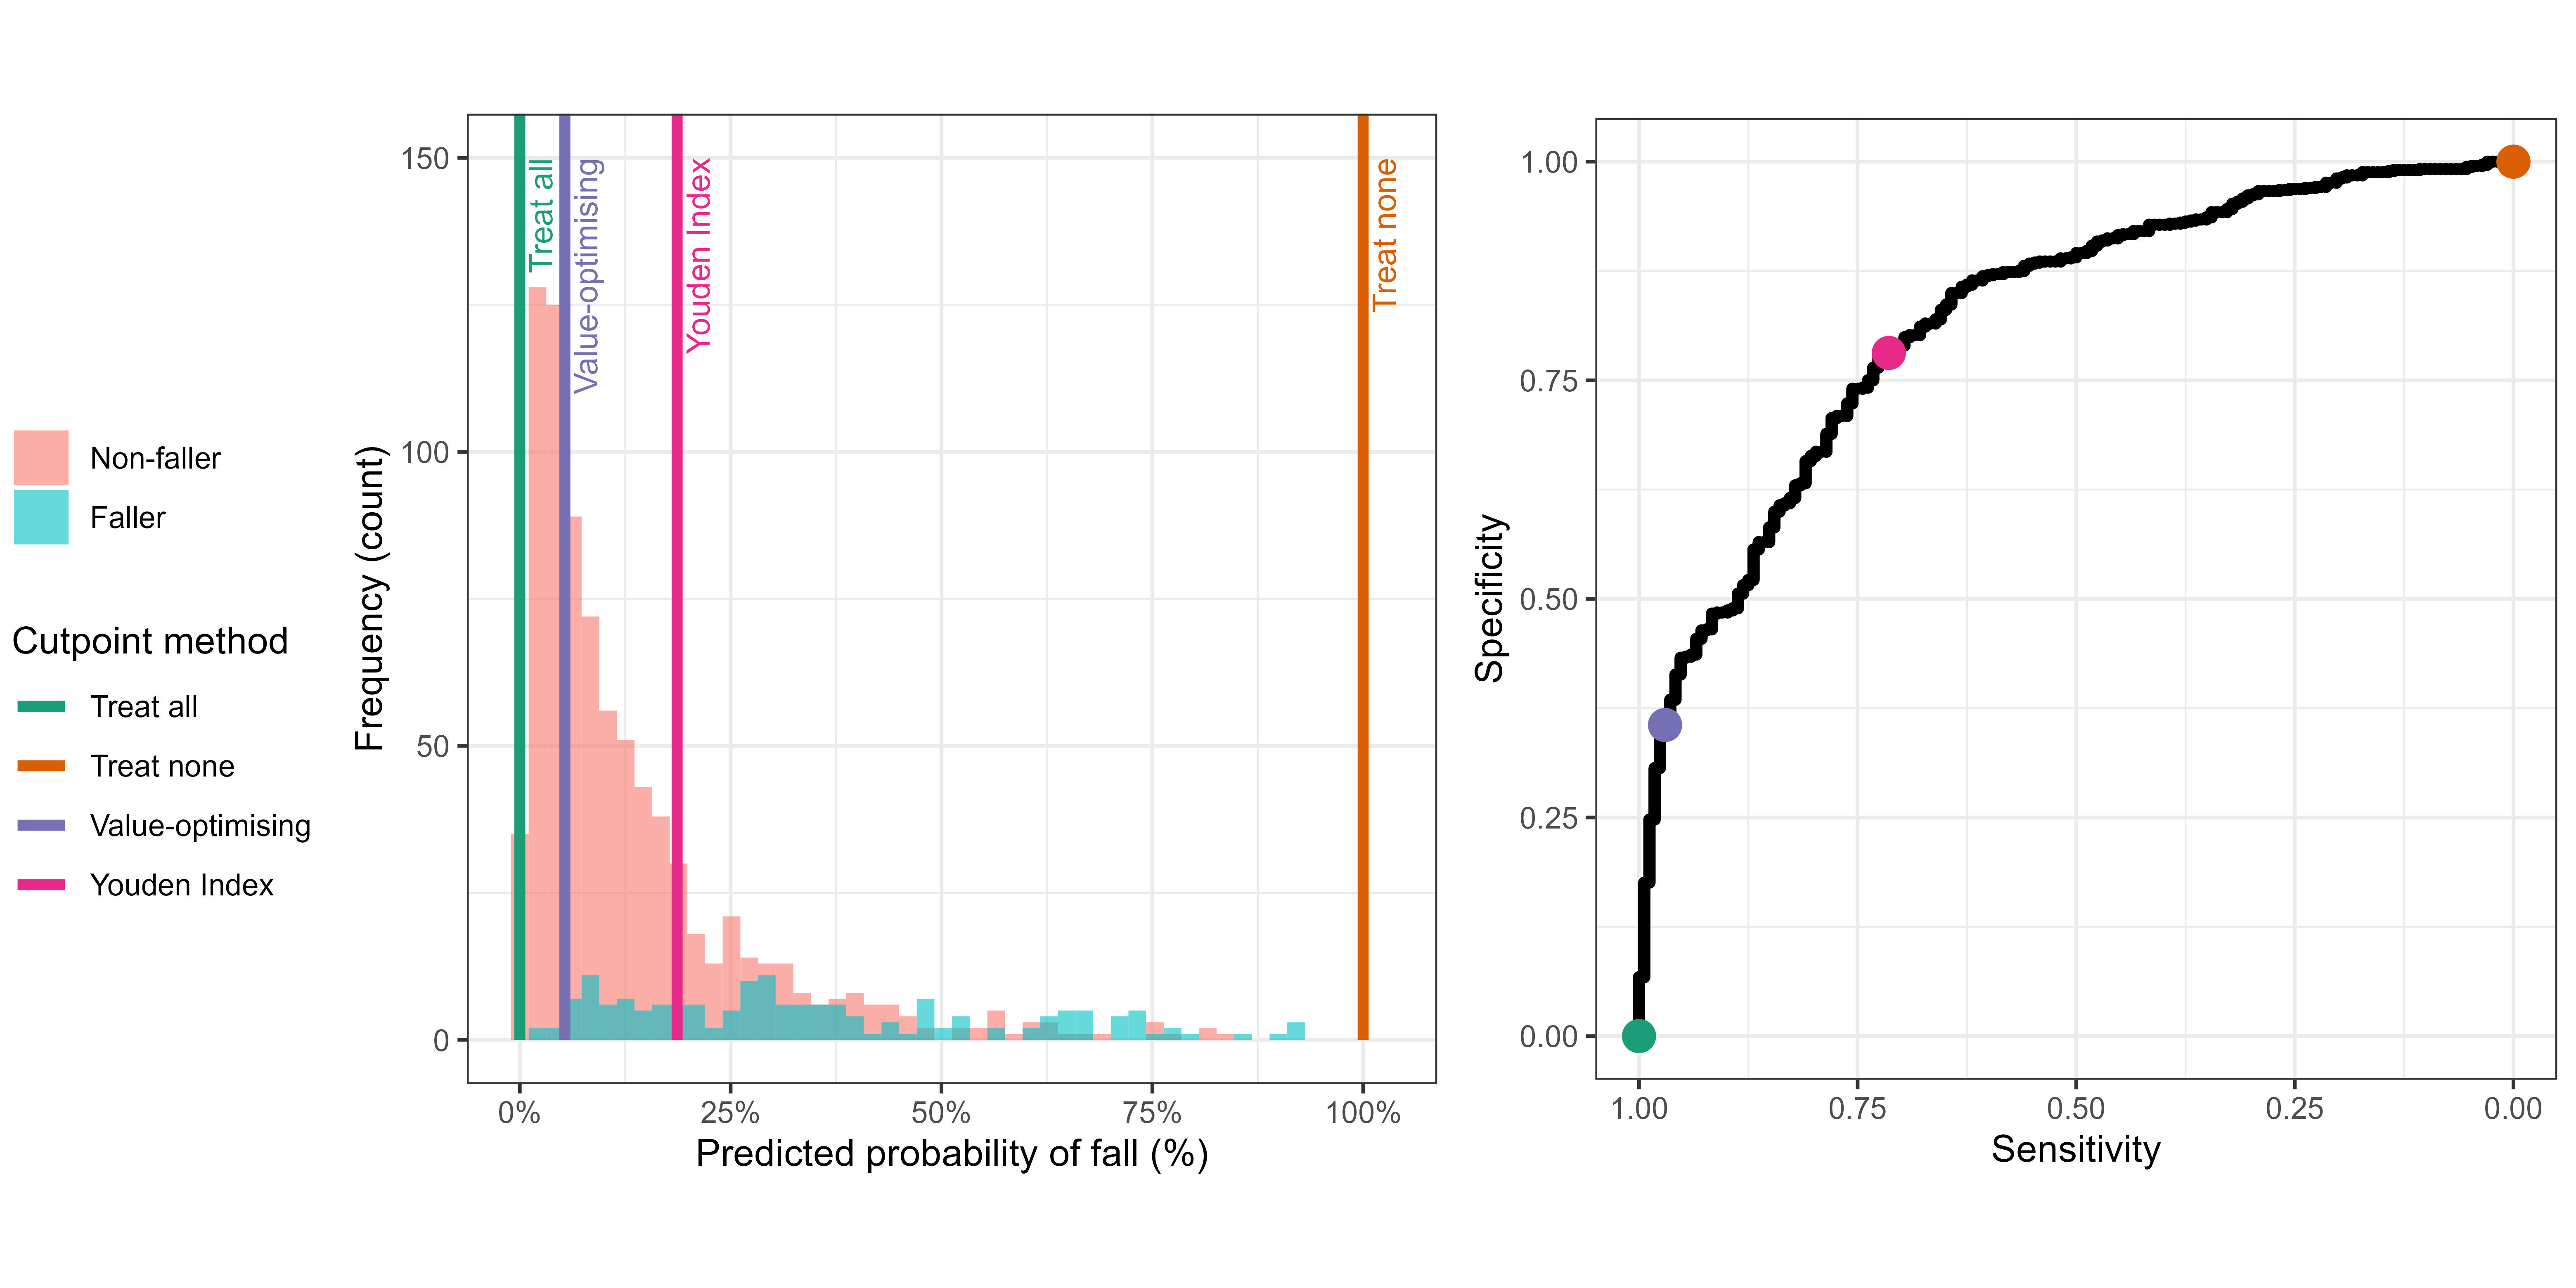 Non-faller
Faller
Cutpoint method
Treat all
Treat none
Value-optimising
Youden Index
Frequency (count)
150
100
50
0
Treat all
Value-optimising
Youden Index
Treat none
0%
25%
50%
75%
100%
Predicted probability of fall (%)
Specificity
1.00
0.75
0.50
0.25
0.00
1.00
0.75
0.50
0.25
0.00
Sensitivity